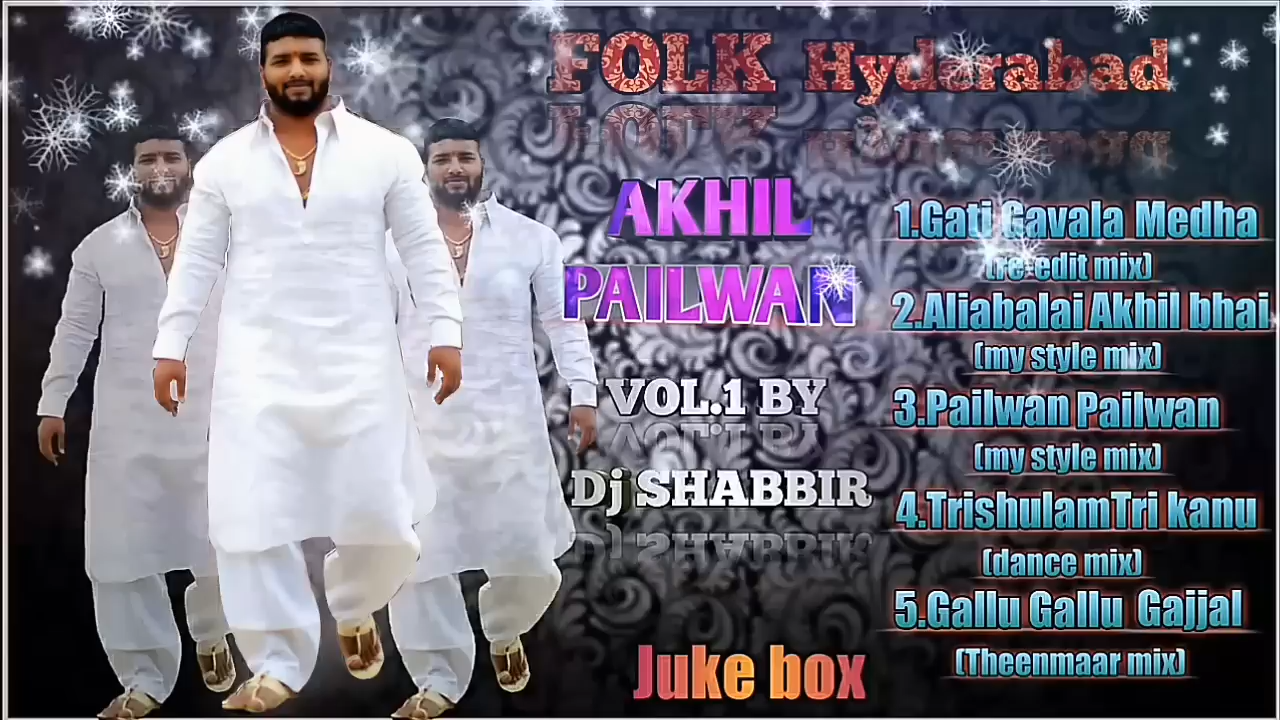 FOLK Hyderabad
AKHIL
PAILWAN
VOL.1 BY
Dj SHABBIR
Juke box
1.Gati Gavala Medha
(re-edit mix)
2.Aliabalai Akhil bhai
(my style mix)
3.Pailwan Pailwan
(my style mix)
4.TrishulamTri kanu
(dance mix)
5.Gallu Gallu Gajjal
(Theenmaar mix)